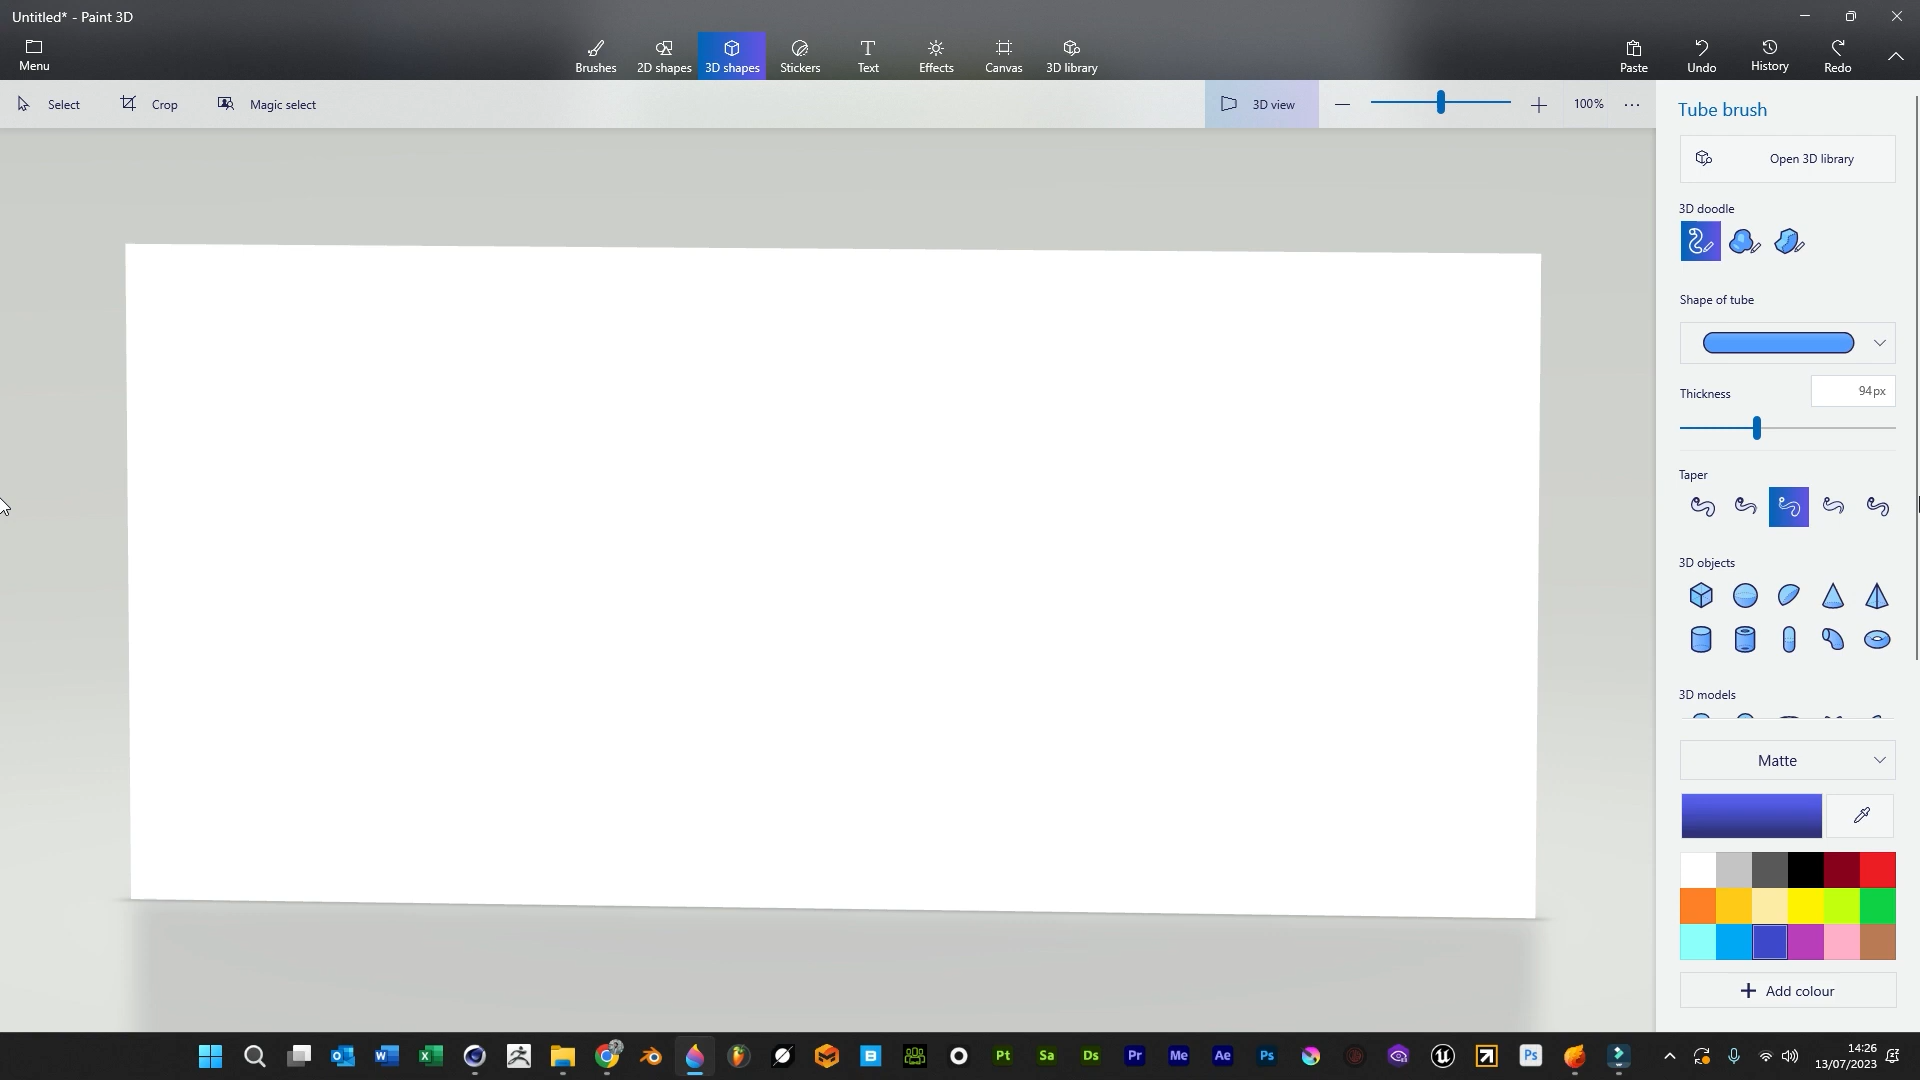 Untitled* - Paint 3D
Menu
Brushes
2D shapes
3D shapes
Stickers
Text
Effects
Canvas
3D library
Paste
Undo
History
Redo
Select
Crop
Magic select
3D view
100%
Tube brush
Open 3D library
3D doodle
Shape of tube
Thickness
94px
Taper
3D objects
3D models
Matte
Add colour
Pt
Sa
Ds
Pr
Me
Ae
Ps
Ps
14:26
13/07/2023